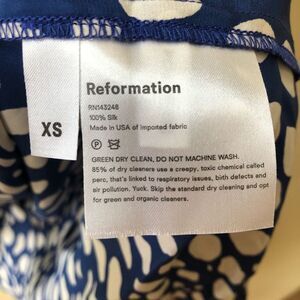 Reformation
RN143248
100% Silk
Made in USA of imported fabric
XS
GREEN DRY CLEAN, DO NOT MACHINE WASH.
85% of dry cleaners use a creepy, toxic chemical called
perc, that's linked to respiratory issues, birth defects and
air pollution. Yuck. Skip the standard dry cleaning and opt
for green and organic cleaners.